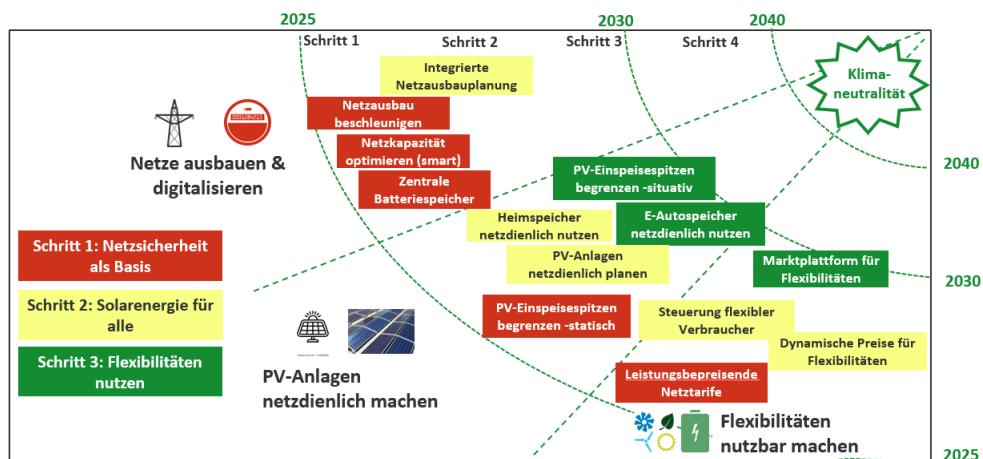 2025
2030
2040
Schritt 1
Schritt 2
Schritt 3
Schritt 4
Integrierte
Netzausbauplanung
Klima-
neutralität
Netzausbau
beschleunigen
Netzkapazität
optimieren (smart)
Netze ausbauen &
digitalisieren
Zentrale
Batteriespeicher
PV-Einspeisespitzen
begrenzen -situativ
2040
Heimspeicher
netzdienlich nutzen
E-Autospeicher
netzdienlich nutzen
Schritt 1: Netzsicherheit
als Basis
PV-Anlagen
netzdienlich planen
Marktplattform für
Flexibilitäten
2030
Schritt 2: Solarenergie für
alle
PV-Einspeisespitzen
begrenzen -statisch
Steuerung flexibler
Verbraucher
Dynamische Preise für
Flexibilitäten
Schritt 3: Flexibilitäten
nutzen
PV-Anlagen
netzdienlich machen
Leistungsbepreisende
Netztarife
Flexibilitäten
nutzbar machen
2025